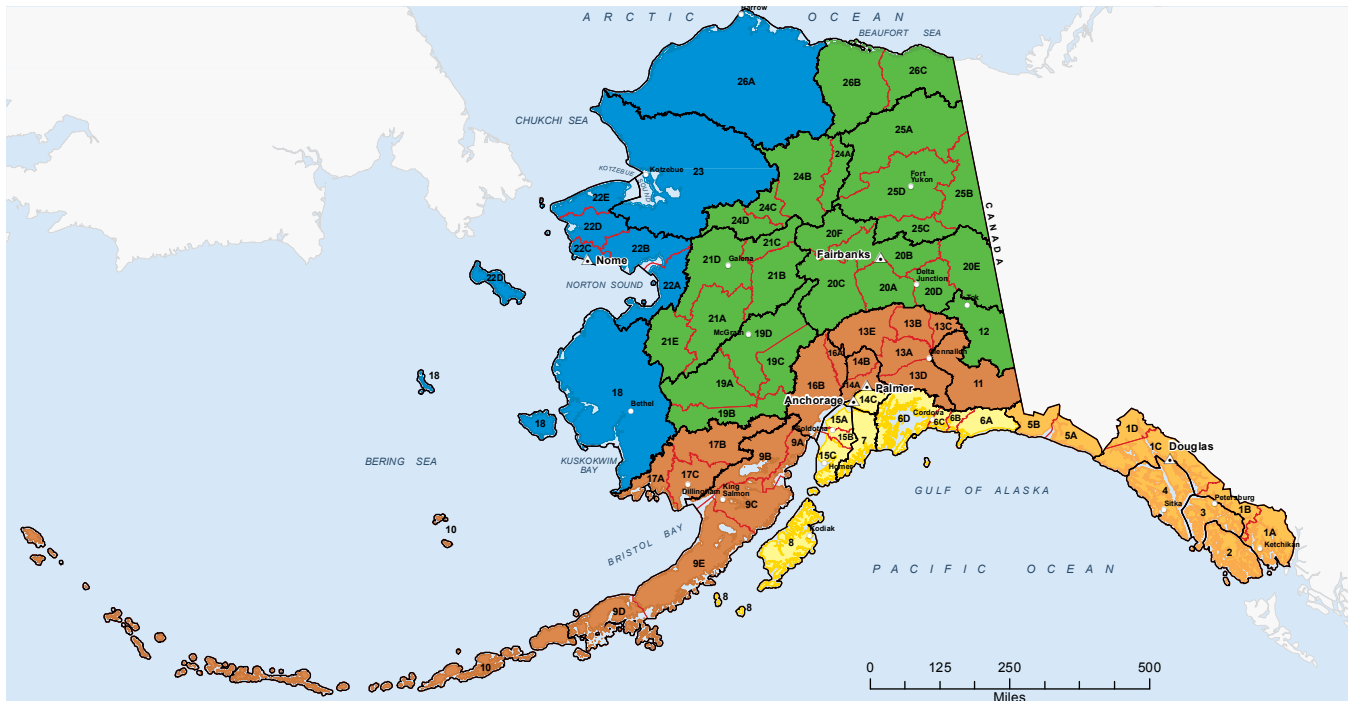 Barrow
A R C T I C O C E A N
BEAUFORT SEA
26A
26B
26C
CHUKCHI SEA
25A
24A
KOTZEBUE
SOUND
Kotzebue
23
24B
Fort
Yukon
25D
25B
22E
24C
24D
CANADA
22D
22C
22B
Nome
21C
20F
25C
Fairbanks
20B
21D
Galena
20E
22D
NORTON SOUND
22A
21B
20C
20A
Delta
Junction
20D
Tok
21A
McGrath
19D
21E
13E
13B
13C
12
16A
13A
Glennallen
14B
19C
18
18
19A
16B
14A
Palmer
13D
11
Anchorage
14C
Bethel
19B
18
15A
6D
Cordova
6C
6B
6A
5B
5A
1D
Soldotna
15B
7
1C
Douglas
17B
9A
9B
15C
Homer
BERING SEA
KUSKOKWIM
BAY
17A
17C
Dillingham
King
Salmon
9C
GULF OF ALASKA
4
Sitka
Petersburg
3
1B
1A
Ketchikan
2
10
BRISTOL BAY
Kodiak
8
9E
P A C I F I C O C E A N
8
8
9D
10
0 125 250 500
Miles